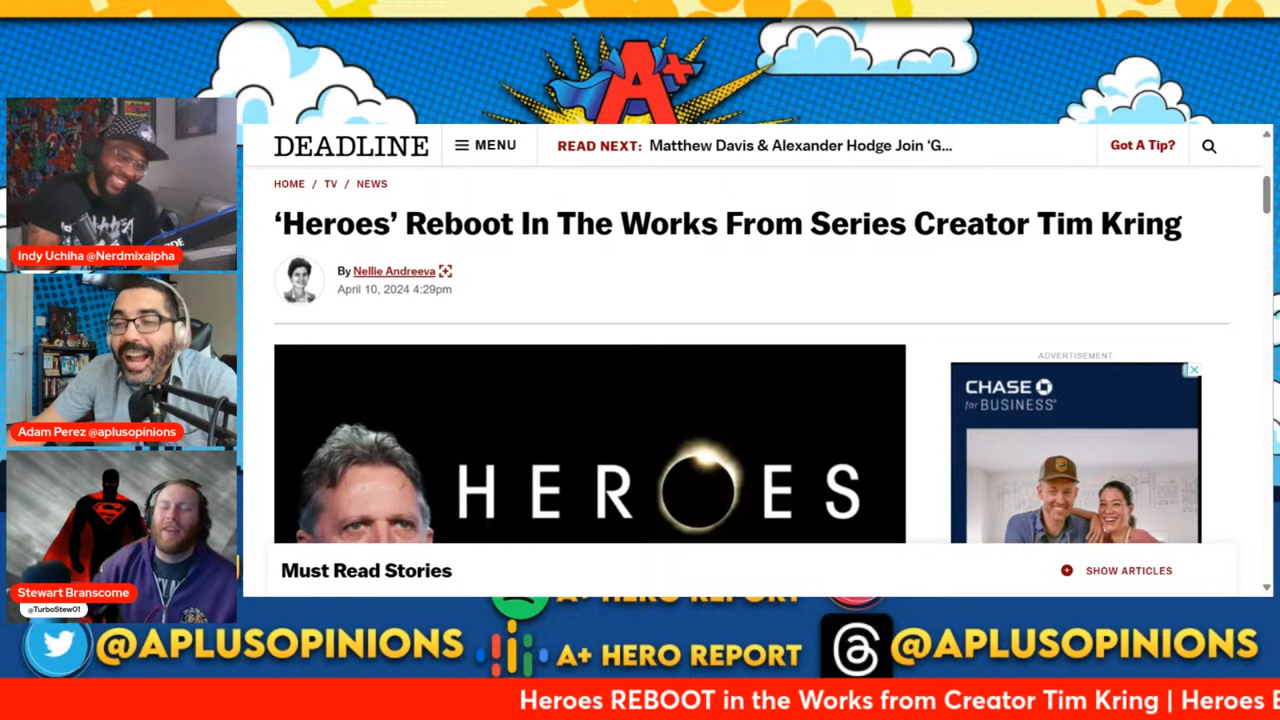 A+
DEADLINE
MENU
READ NEXT: Matthew Davis & Alexander Hodge Join ‘G...
Got A Tip?
HOME / TV / NEWS
‘Heroes’ Reboot In The Works From Series Creator Tim Kring
By Nellie Andreeva
April 10, 2024 4:29pm
Indy Uchiha @Nerdmixalpha
Adam Perez @aplusopinions
Stewart Branscome
@TurboStew01
ADVERTISEMENT
CHASE
for BUSINESS®
HEROES
Must Read Stories
SHOW ARTICLES
A+ HERO REPORT
@APLUSOPINIONS
A+ HERO REPORT
@APLUSOPINIONS
Heroes REBOOT in the Works from Creator Tim Kring | Heroes